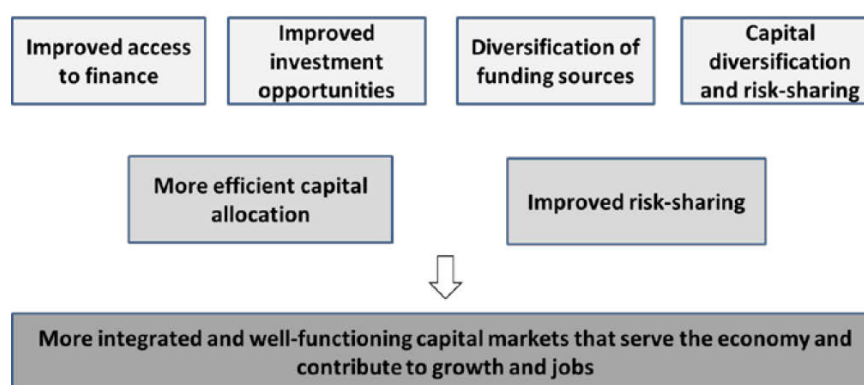 Improved access
to finance
Improved
investment
opportunities
Diversification of
funding sources
Capital
diversification
and risk-sharing
More efficient capital
allocation
Improved risk-sharing
More integrated and well-functioning capital markets that serve the economy and
contribute to growth and jobs